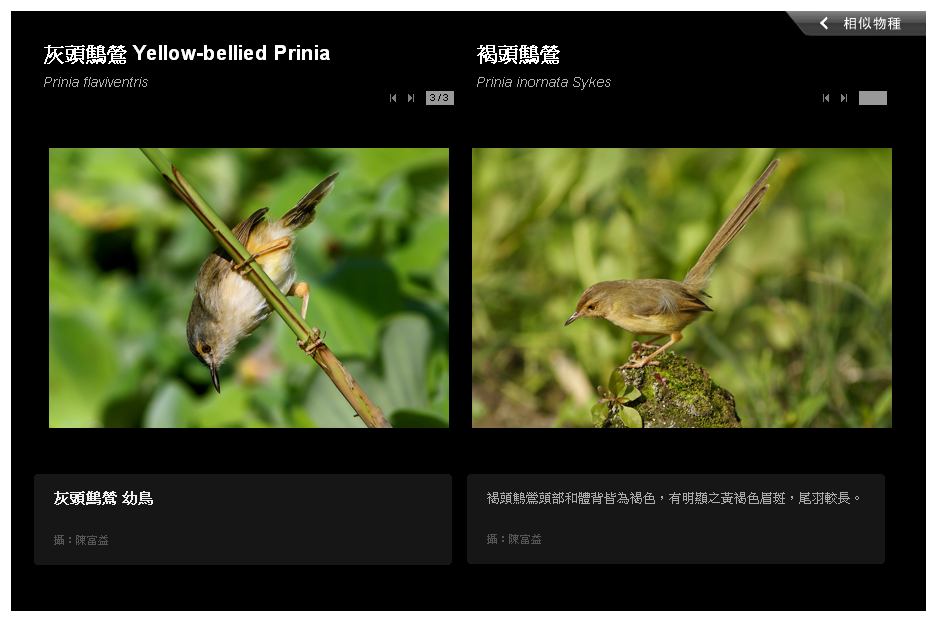 相似物種
灰頭鷦鶯 Yellow-bellied Prinia
Prinia flaviventris
3 / 3
褐頭鷦鶯
Prinia inornata Sykes
灰頭鷦鶯 幼鳥
攝：陳富益
褐頭鷦鶯頭部和體背皆為褐色，有明顯之黃褐色眉斑，尾羽較長。
攝：陳富益